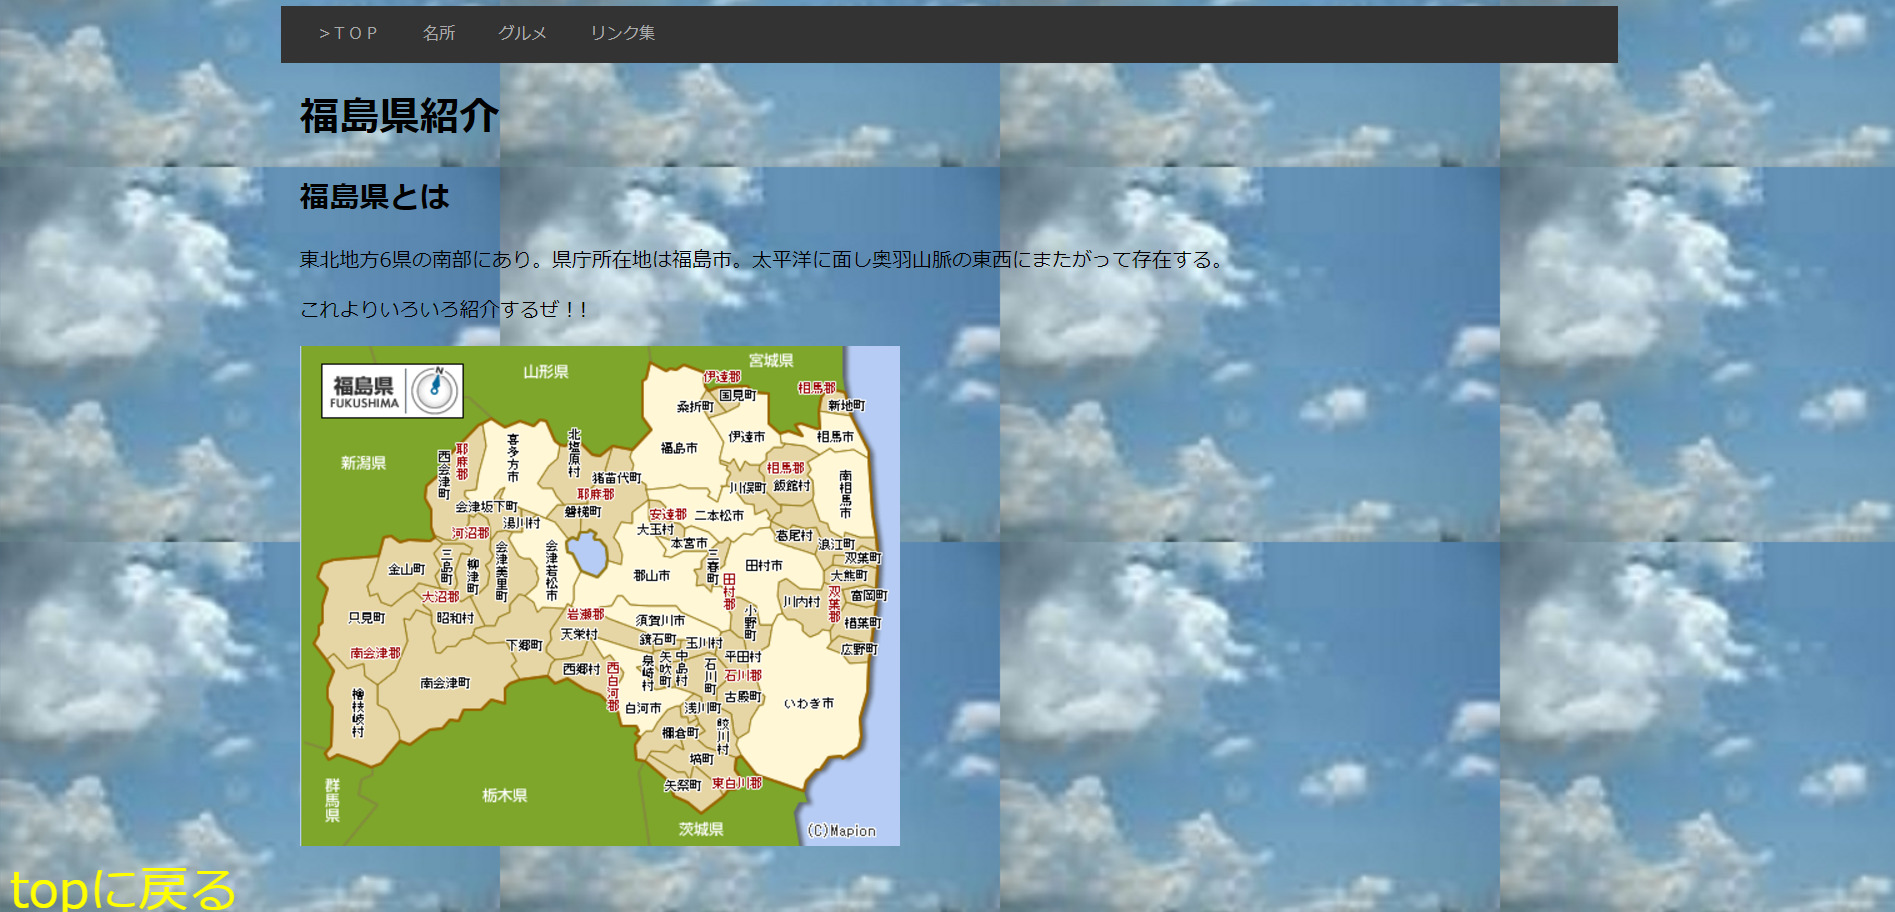 >ＴＯＰ 名所 グルメ リンク集
福島県紹介
福島県とは
東北地方6県の南部にあり。県庁所在地は福島市。太平洋に面し奥羽山脈の東西にまたがって存在する。
これよりいろいろ紹介するぜ！！
福島県
FUKUSHIMA
N
山形県
宮城県
伊達郡
相馬郡
国見町
桑折町
新地町
伊達市
相馬市
福島市
喜多方市
北塩原村
耶麻郡
西会津町
新潟県
猪苗代町
耶麻郡
相馬郡
川俣町
飯館村
南相馬市
会津坂下町
湯川村
磐梯町
安達郡
二本松市
大玉村
河沼郡
本宮市
葛尾村
浪江町
双葉町
三島町
柳津町
会津美里町
会津若松市
金山町
郡山市
三春町
田村市
田村郡
大熊町
大沼郡
川内村
双葉郡
富岡町
只見町
昭和村
岩瀬郡
須賀川市
小野町
楢葉町
天栄村
鏡石町
玉川村
下郷町
広野町
南会津郡
西郷村
西白河郡
泉崎村
矢吹町
中島村
石川町
平田村
石川郡
南会津町
古殿町
檜枝岐村
白河市
浅川町
いわき市
鮫川村
棚倉町
塙町
矢祭町
東白川郡
群馬県
栃木県
茨城県
(C)Mapion
topに戻る